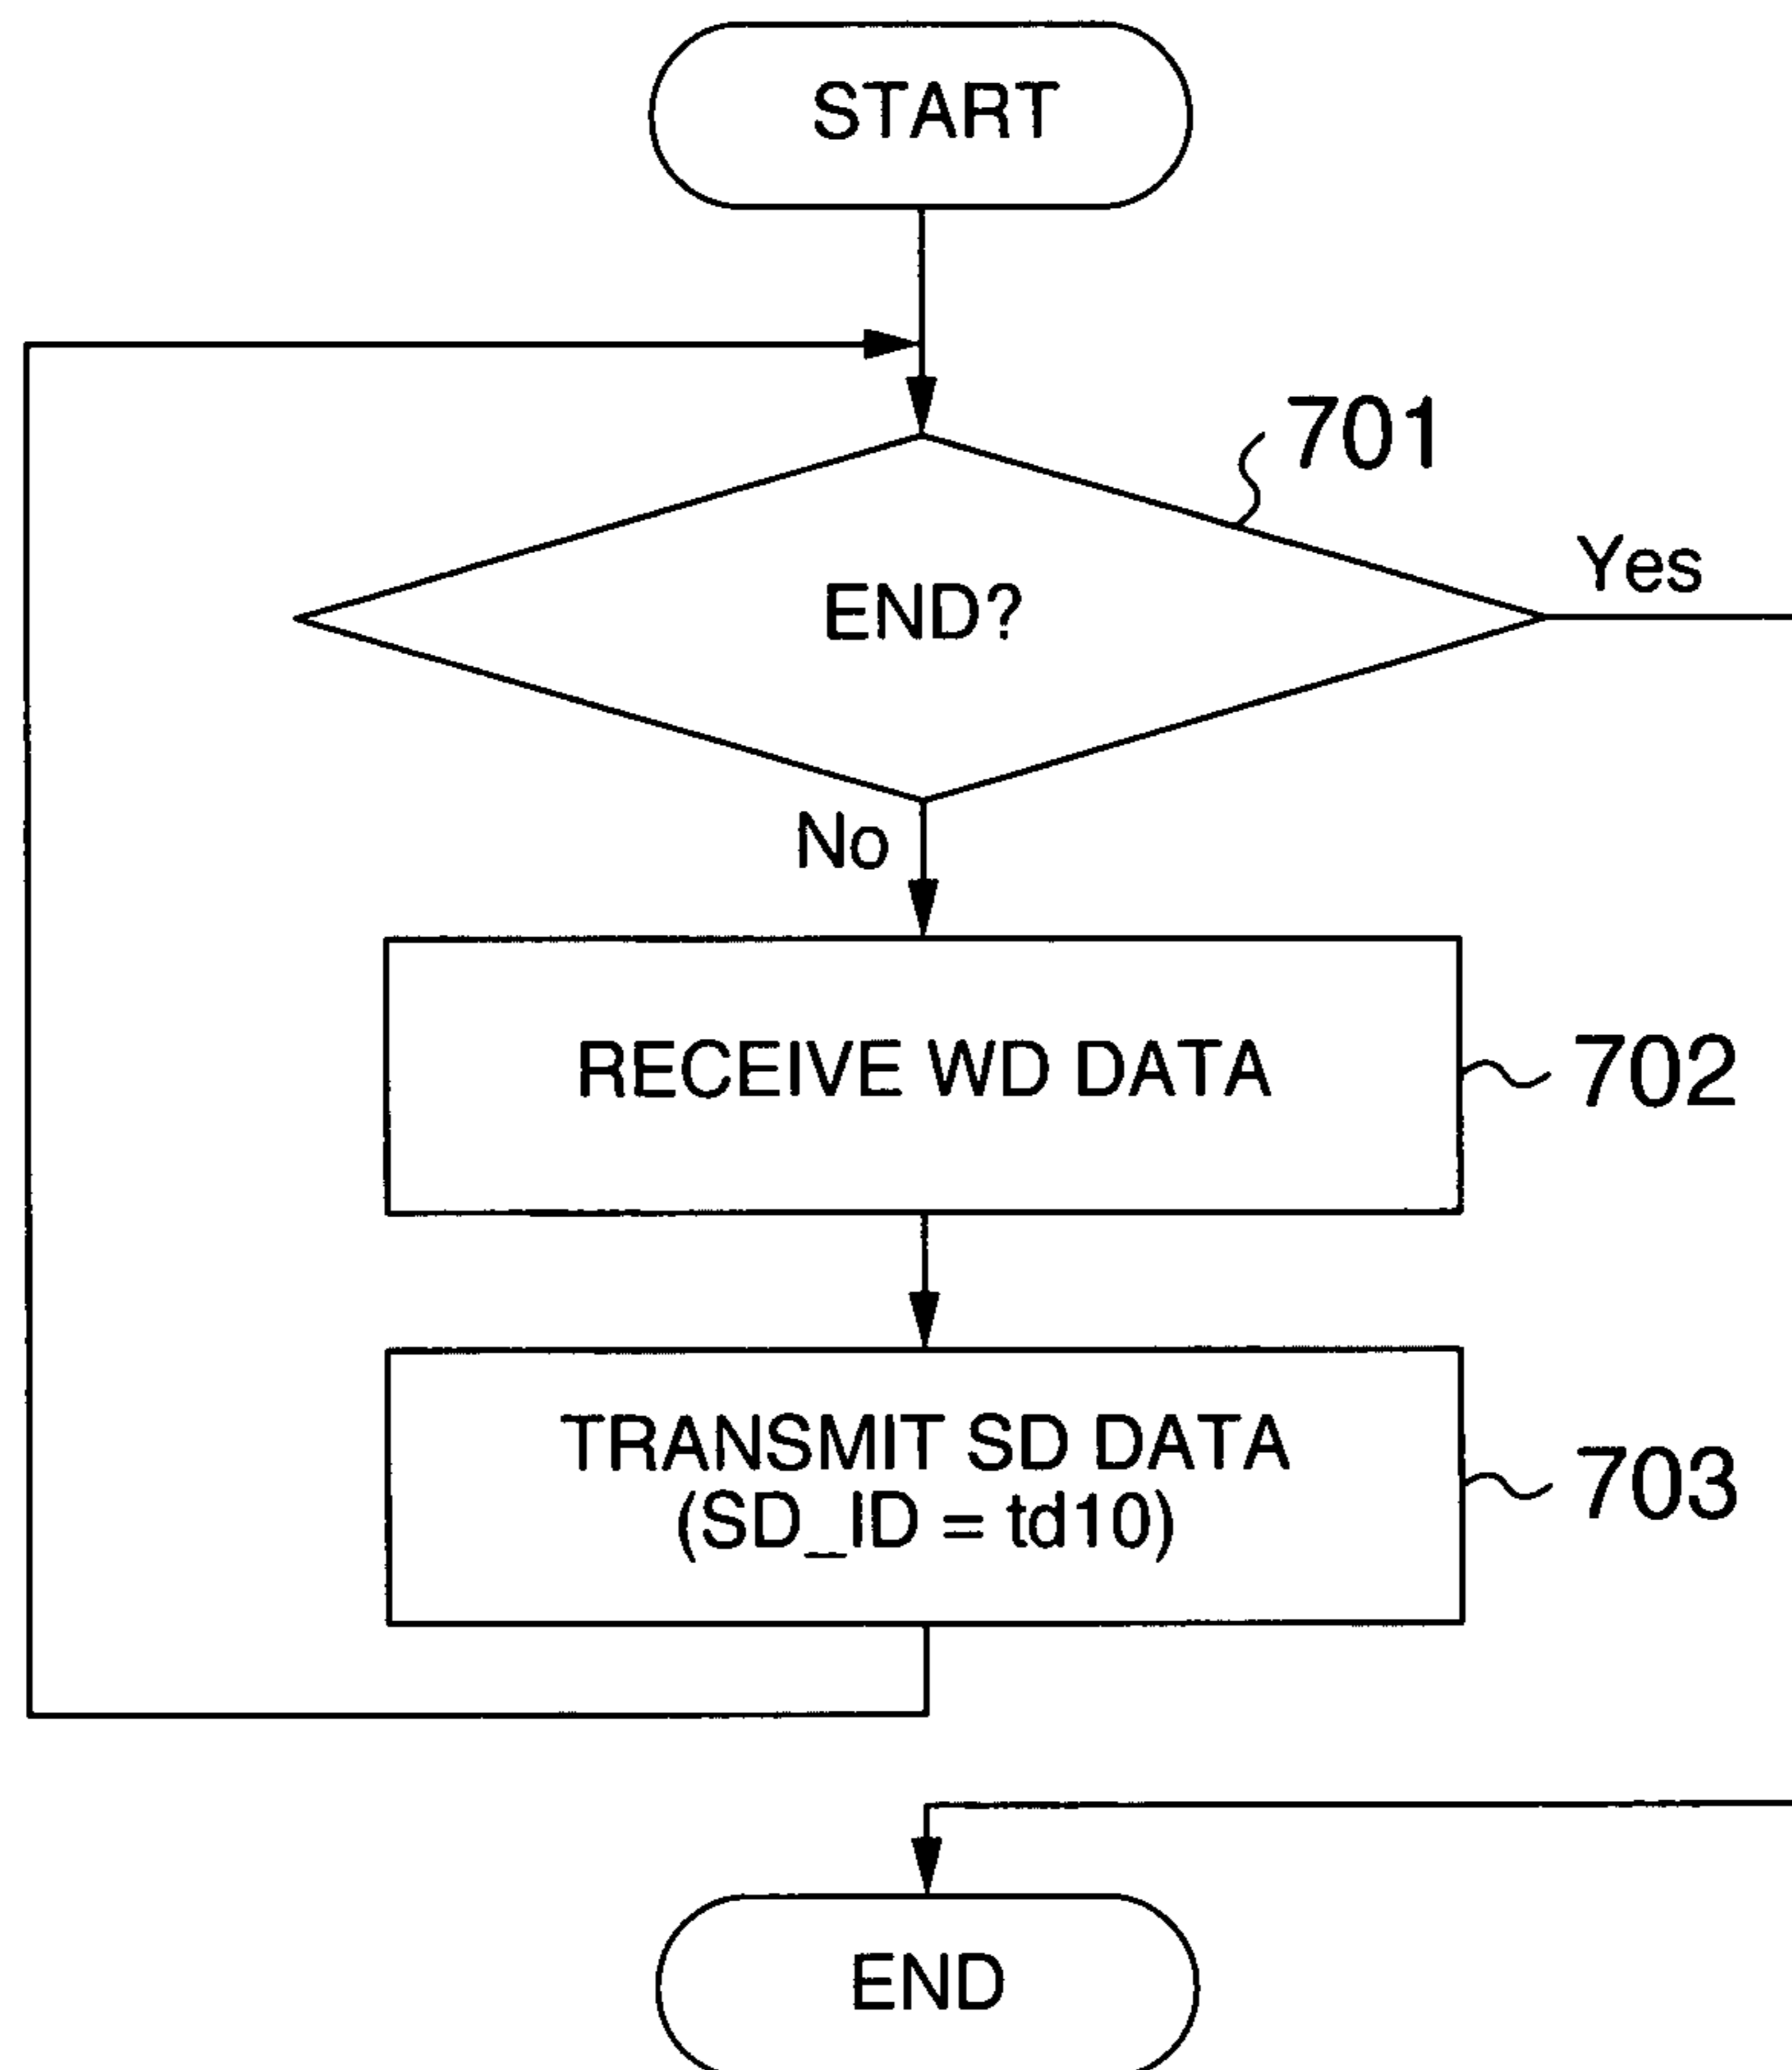 START
701
END?
Yes
No
RECEIVE WD DATA
702
TRANSMIT SD DATA
(SD_ID = td10)
703
END